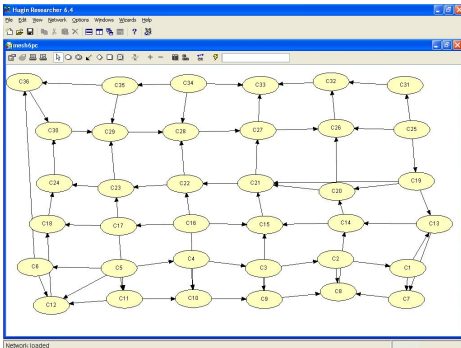 Hugin Researcher 6.4
File Edit View Network Options Windows Wizards Help
mesh6pc
C36 C35 C34 C33 C32 C31
C30 C29 C28 C27 C26 C25
C24 C23 C22 C21 C20 C19
C18 C17 C16 C15 C14 C13
C6 C5 C4 C3 C2 C1
C12 C11 C10 C9 C8 C7
Network loaded